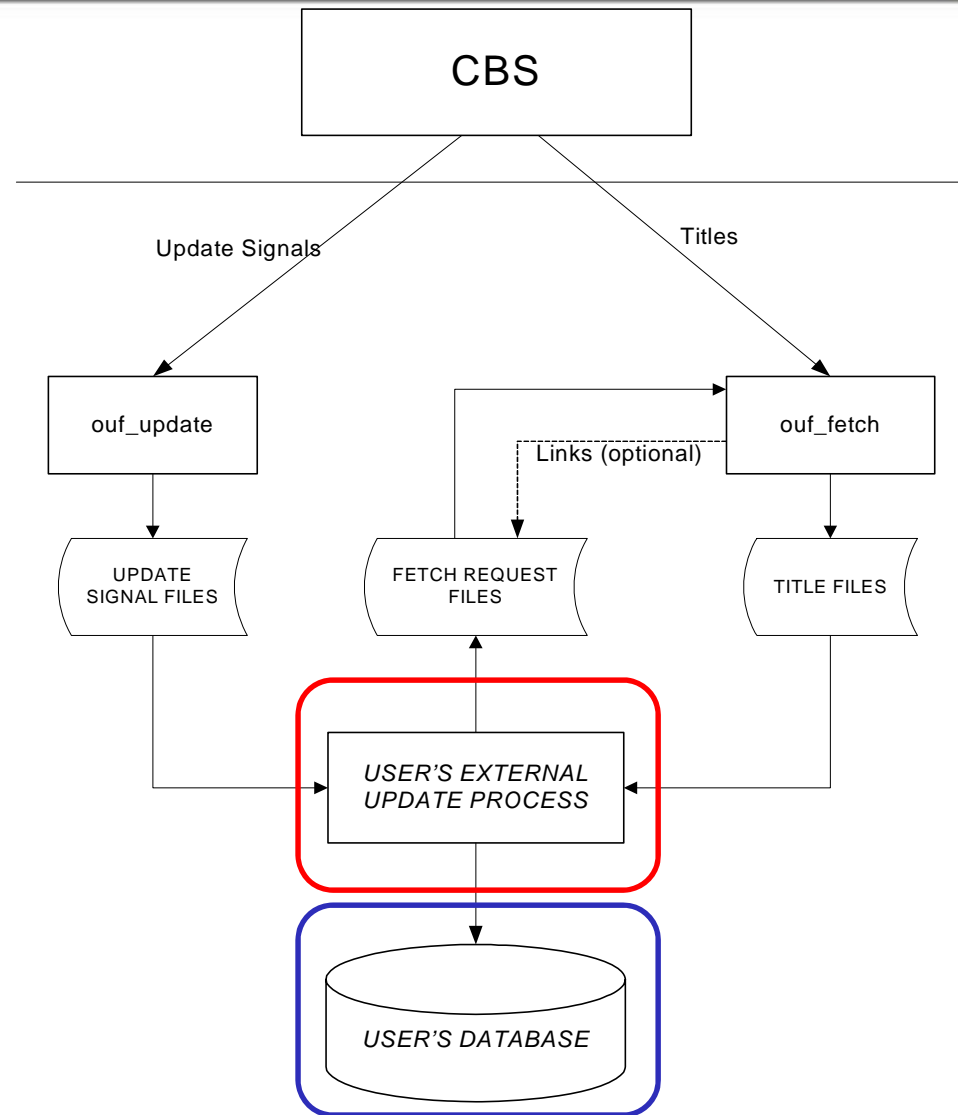 CBS
Update Signals
Titles
ouf_update
ouf_fetch
Links (optional)
UPDATE
SIGNAL FILES
FETCH REQUEST
FILES
TITLE FILES
USER'S EXTERNAL
UPDATE PROCESS
USER'S DATABASE